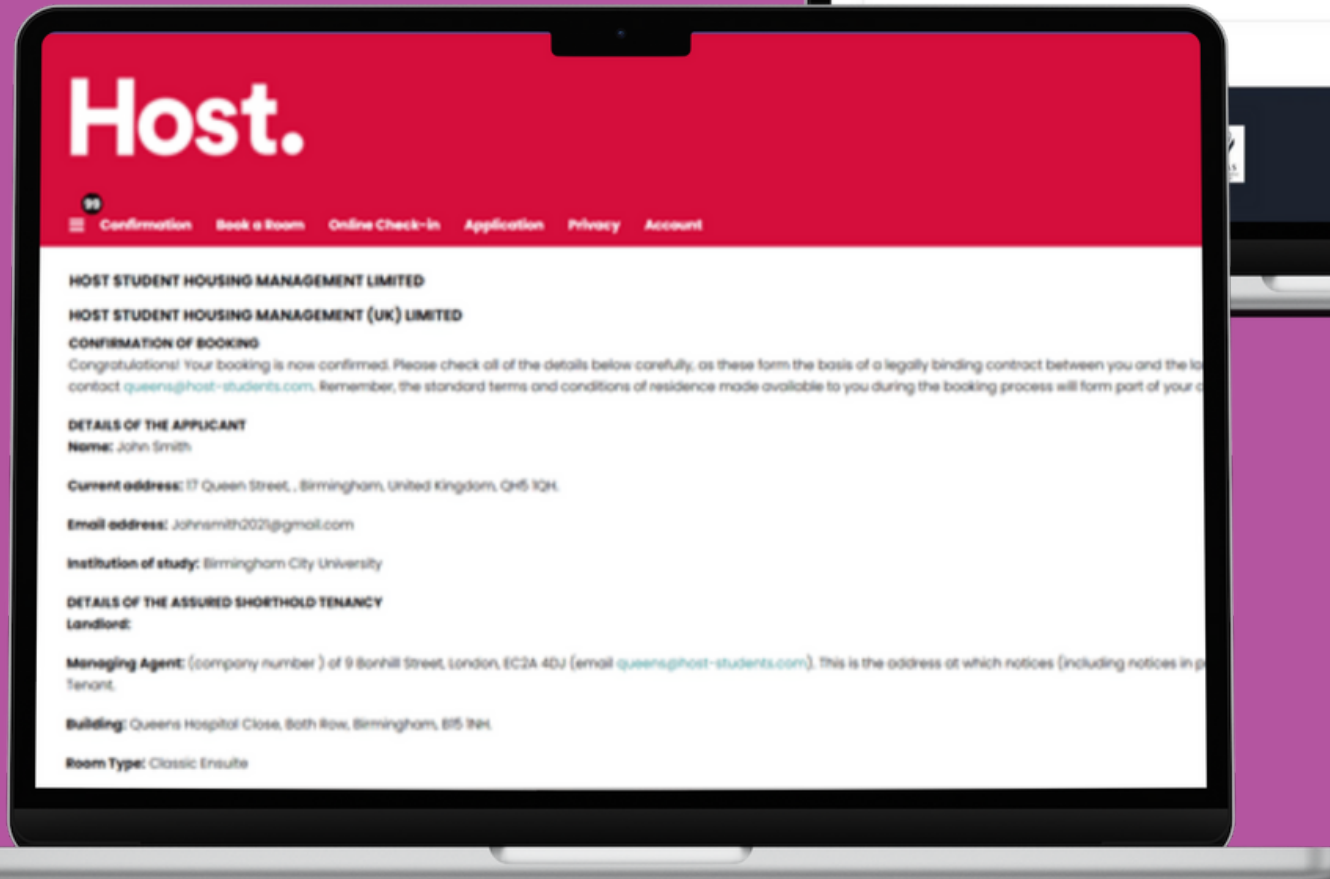 Host.
99
Confirmation Book a Room Online Check-in Application Privacy Account
HOST STUDENT HOUSING MANAGEMENT LIMITED
HOST STUDENT HOUSING MANAGEMENT (UK) LIMITED
CONFIRMATION OF BOOKING
Congratulations! Your booking is now confirmed. Please check all of the details below carefully, as these form the basis of a legally binding contract between you and the la
contact queens@host-students.com. Remember, the standard terms and conditions of residence made available to you during the booking process will form part of your c
DETAILS OF THE APPLICANT
Name: John Smith
Current address: 17 Queen Street, , Birmingham, United Kingdom, QH5 1QH.
Email address: Johnsmith2021@gmail.com
Institution of study: Birmingham City University
DETAILS OF THE ASSURED SHORTHOLD TENANCY
Landlord:
Managing Agent: (company number ) of 9 Bonhill Street, London, EC2A 4DJ (email queens@host-students.com). This is the address at which notices (including notices in p
Tenant.
Building: Queens Hospital Close, Bath Row, Birmingham, B15 1NH.
Room Type: Classic Ensuite